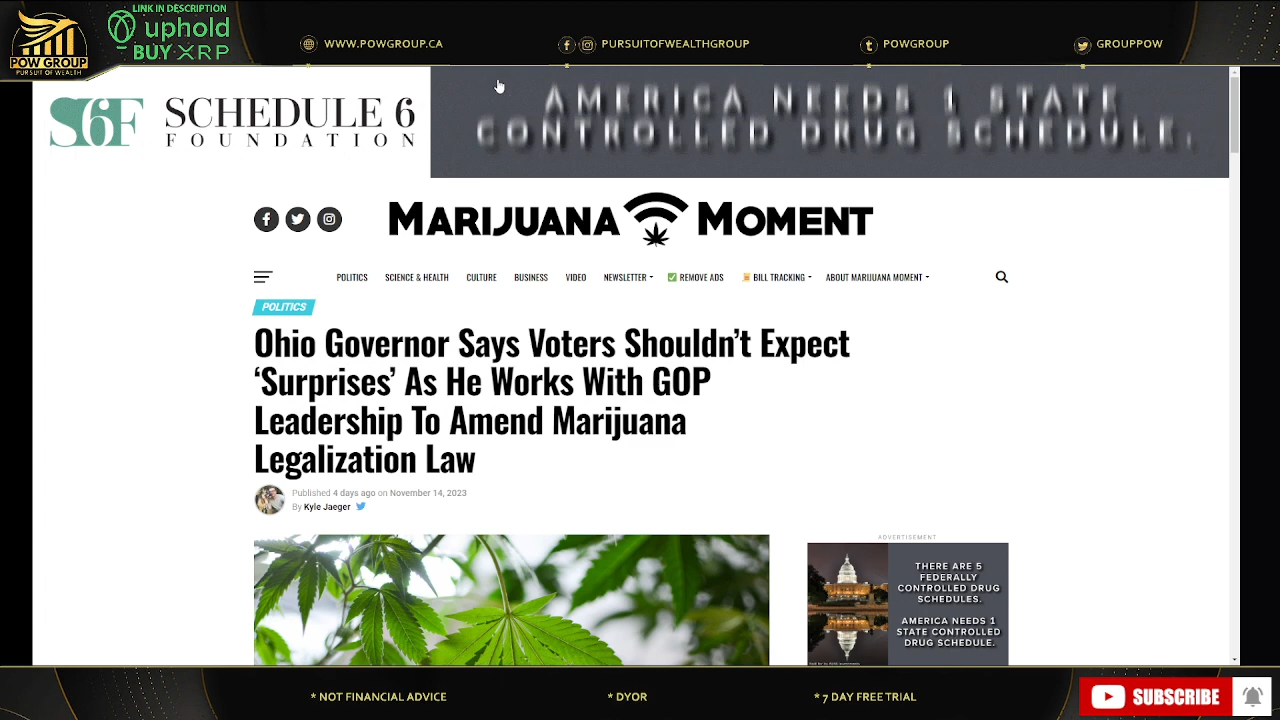 LINK IN DESCRIPTION
uphold
BUY XRP
POW GROUP
PURSUIT OF WEALTH
WWW.POWGROUP.CA
PURSUITOFWEALTHGROUP
POWGROUP
GROUPPOW
S6F
SCHEDULE 6
FOUNDATION
AMERICA NEEDS 1 STATE
CONTROLLED DRUG SCHEDULE.
MARIJUANA MOMENT
POLITICS SCIENCE & HEALTH CULTURE BUSINESS VIDEO NEWSLETTER REMOVE ADS BILL TRACKING ABOUT MARIJUANA MOMENT
POLITICS
Ohio Governor Says Voters Shouldn’t Expect
‘Surprises’ As He Works With GOP
Leadership To Amend Marijuana
Legalization Law
Published 4 days ago on November 14, 2023
By Kyle Jaeger
ADVERTISEMENT
THERE ARE 5
FEDERALLY
CONTROLLED DRUG
SCHEDULES.
AMERICA NEEDS 1
STATE CONTROLLED
DRUG SCHEDULE.
* NOT FINANCIAL ADVICE
* DYOR
* 7 DAY FREE TRIAL
SUBSCRIBE